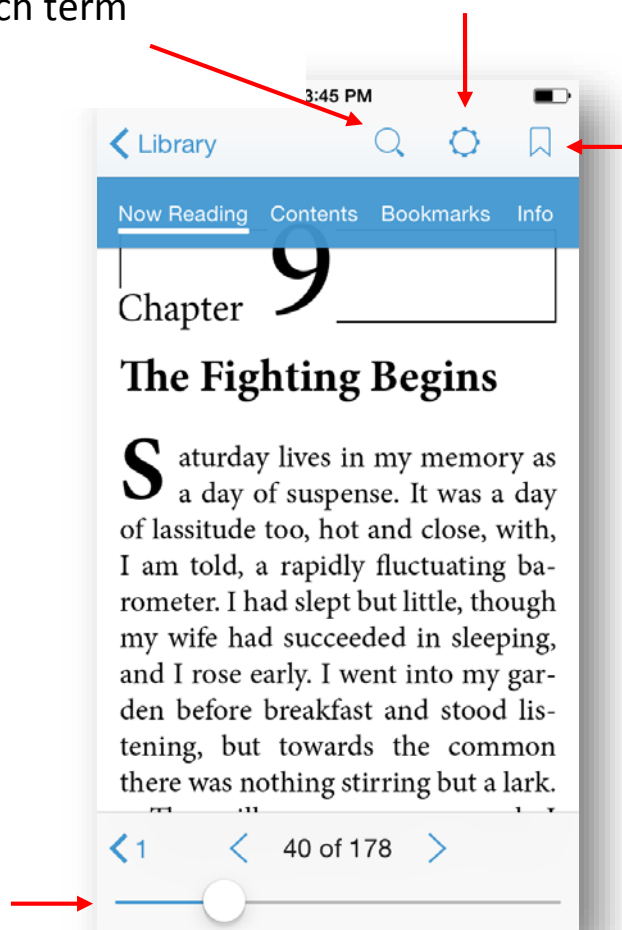 ch term
3:45 PM
Library
Now Reading Contents Bookmarks Info
Chapter 9
The Fighting Begins
Saturday lives in my memory as
a day of suspense. It was a day
of lassitude too, hot and close, with,
I am told, a rapidly fluctuating ba-
rometer. I had slept but little, though
my wife had succeeded in sleeping,
and I rose early. I went into my gar-
den before breakfast and stood lis-
tening, but towards the common
there was nothing stirring but a lark.
1 40 of 178